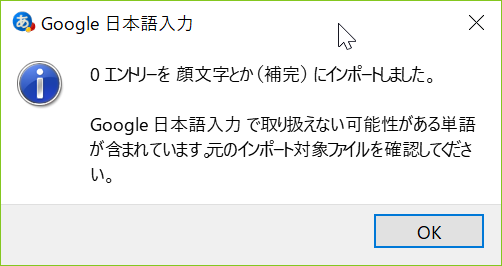 Google 日本語入力
0 エントリーを 顔文字とか（補完） にインポートしました。
Google 日本語入力 で取り扱えない可能性がある単語
が含まれています。元のインポート対象ファイルを確認してくださ
い。
OK